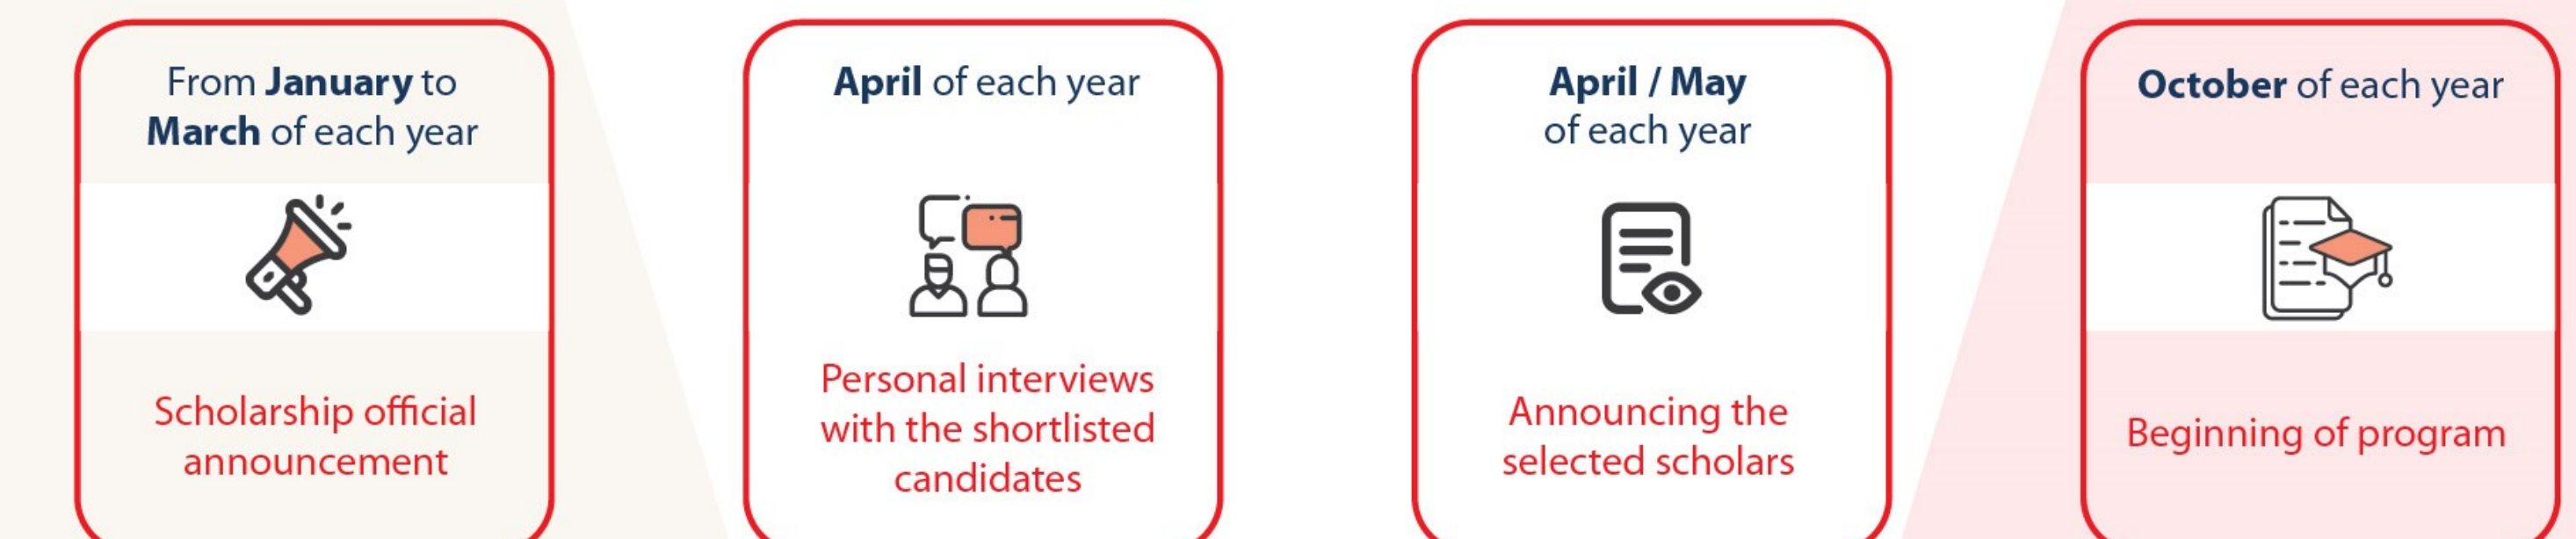 From January to
March of each year
Scholarship official
announcement
April of each year
Personal interviews
with the shortlisted
candidates
April / May
of each year
Announcing the
selected scholars
October of each year
Beginning of program